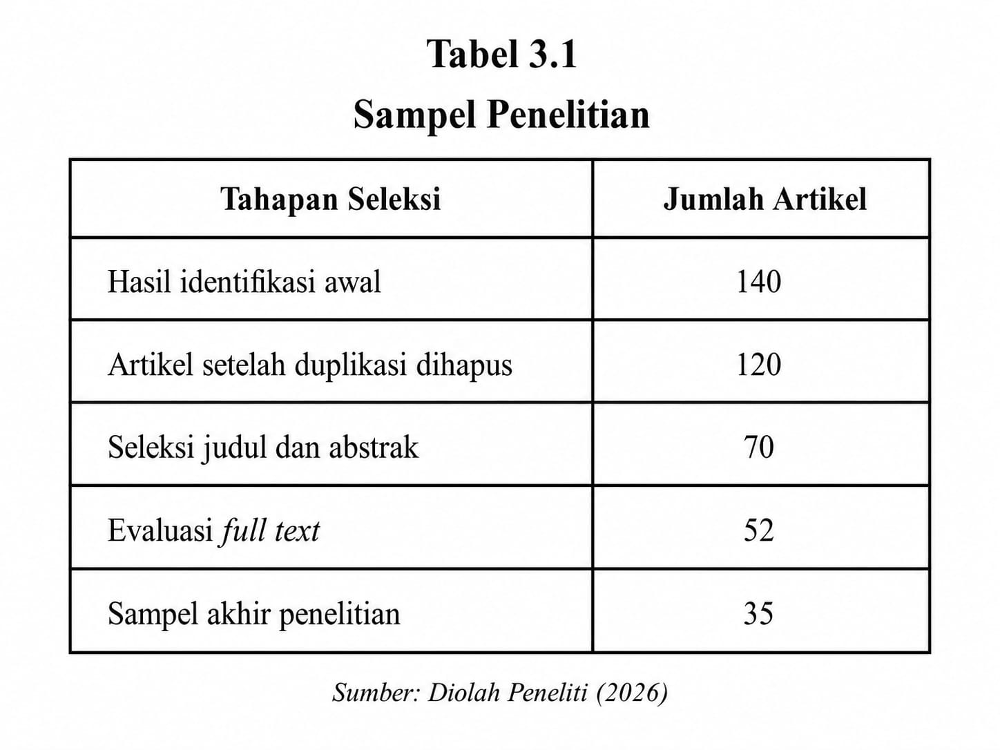 Tabel 3.1
Sampel Penelitian
Tahapan Seleksi Jumlah Artikel
Hasil identifikasi awal 140
Artikel setelah duplikasi dihapus 120
Seleksi judul dan abstrak 70
Evaluasi full text 52
Sampel akhir penelitian 35
Sumber: Diolah Peneliti (2026)